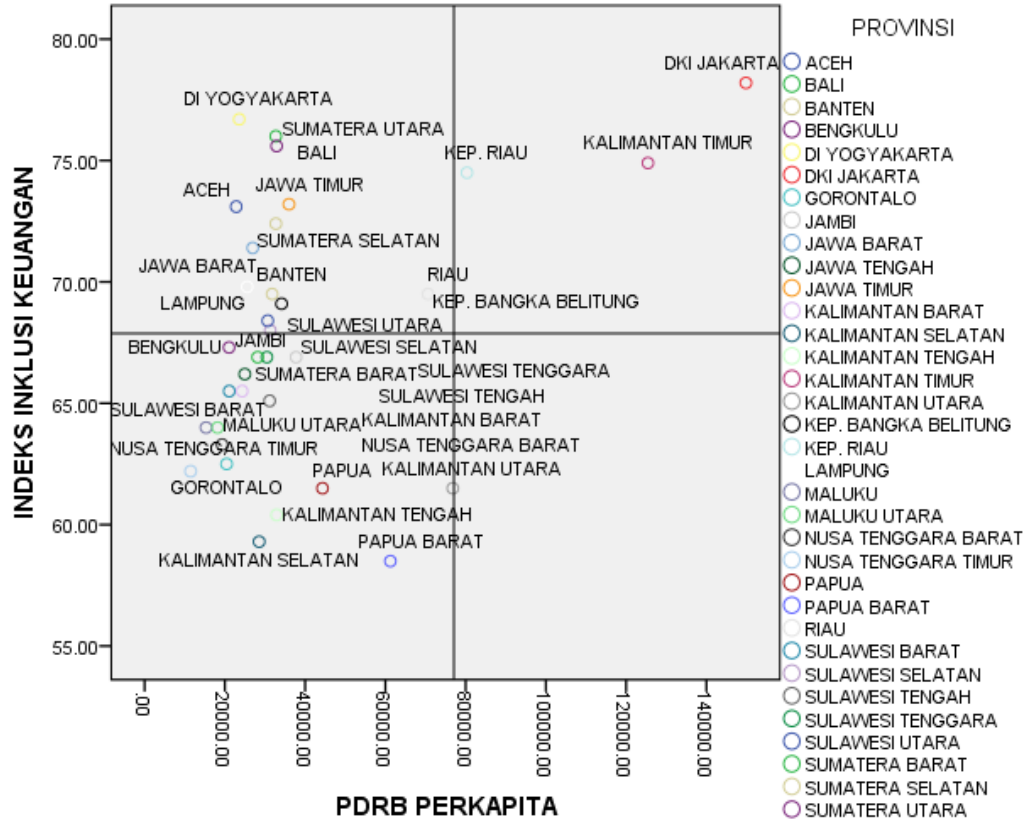 PROVINSI
ACEH
BALI
BANTEN
BENGKULU
DI YOGYAKARTA
DKI JAKARTA
GORONTALO
JAMBI
JAWA BARAT
JAWA TENGAH
JAWA TIMUR
KALIMANTAN BARAT
KALIMANTAN SELATAN
KALIMANTAN TENGAH
KALIMANTAN TIMUR
KALIMANTAN UTARA
KEP. BANGKA BELITUNG
KEP. RIAU
LAMPUNG
MALUKU
MALUKU UTARA
NUSA TENGGARA BARAT
NUSA TENGGARA TIMUR
PAPUA
PAPUA BARAT
RIAU
SULAWESI BARAT
SULAWESI SELATAN
SULAWESI TENGAH
SULAWESI TENGGARA
SULAWESI UTARA
SUMATERA BARAT
SUMATERA SELATAN
SUMATERA UTARA
INDEKS INKLUSI KEUANGAN
80.00
75.00
70.00
65.00
60.00
55.00
DKI JAKARTA
DI YOGYAKARTA
SUMATERA UTARA
KALIMANTAN TIMUR
BALI
KEP. RIAU
ACEH
JAWA TIMUR
SUMATERA SELATAN
JAWA BARAT
BANTEN
RIAU
LAMPUNG
KEP. BANGKA BELITUNG
SULAWESI UTARA
BENGKULU
JAMBI
SULAWESI SELATAN
SUMATERA BARAT
SULAWESI TENGGARA
SULAWESI TENGAH
SULAWESI BARAT
MALUKU UTARA
KALIMANTAN BARAT
NUSA TENGGARA TIMUR
NUSA TENGGARA BARAT
PAPUA
KALIMANTAN UTARA
GORONTALO
KALIMANTAN TENGAH
PAPUA BARAT
KALIMANTAN SELATAN
.00
20000.00
40000.00
60000.00
80000.00
100000.00
120000.00
140000.00
PDRB PERKAPITA